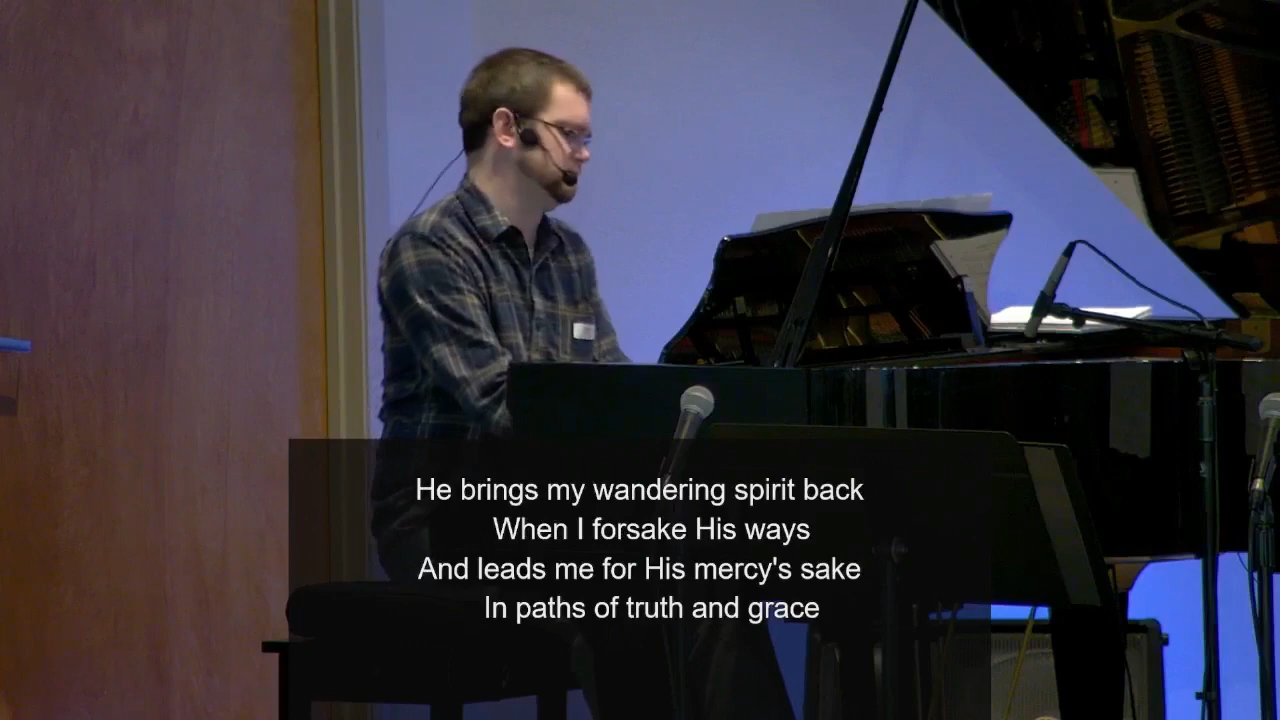 He brings my wandering spirit back
When I forsake His ways
And leads me for His mercy's sake
In paths of truth and grace